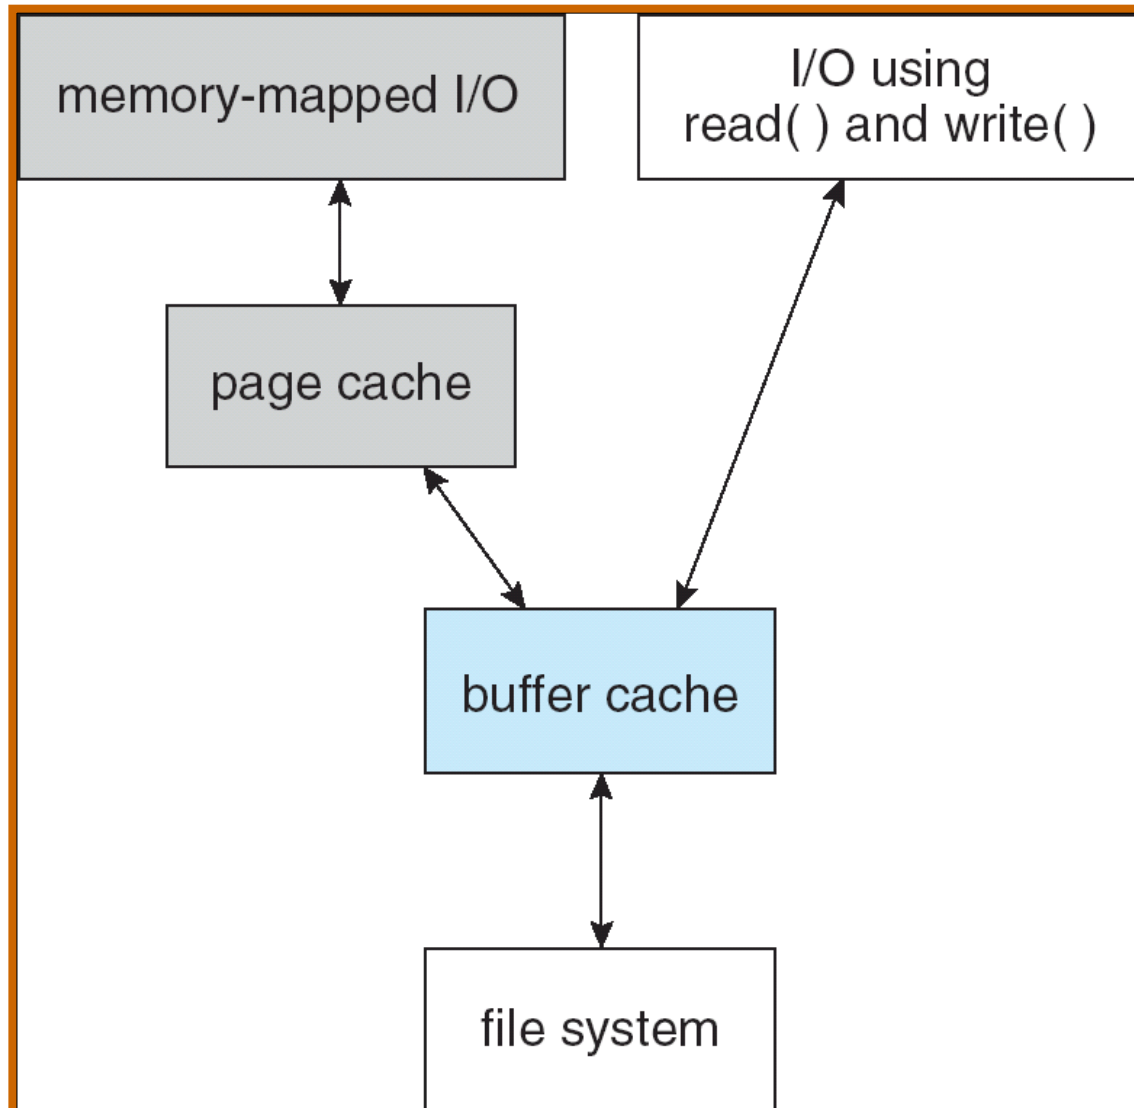 memory-mapped I/O
I/O using
read( ) and write( )
page cache
buffer cache
file system